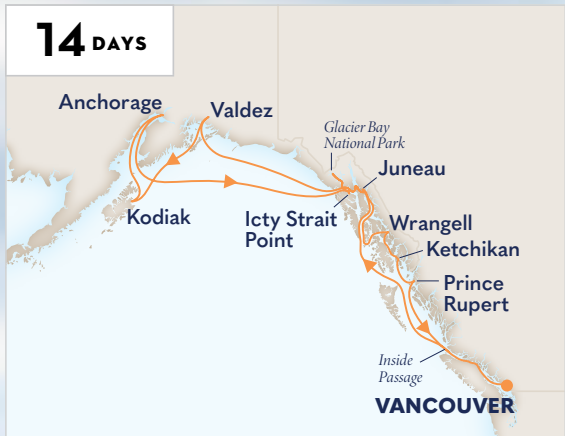 14 DAYS
Anchorage
Valdez
Glacier Bay
National Park
Juneau
Kodiak
Icty Strait
Point
Wrangell
Ketchikan
Prince
Rupert
Inside
Passage
VANCOUVER